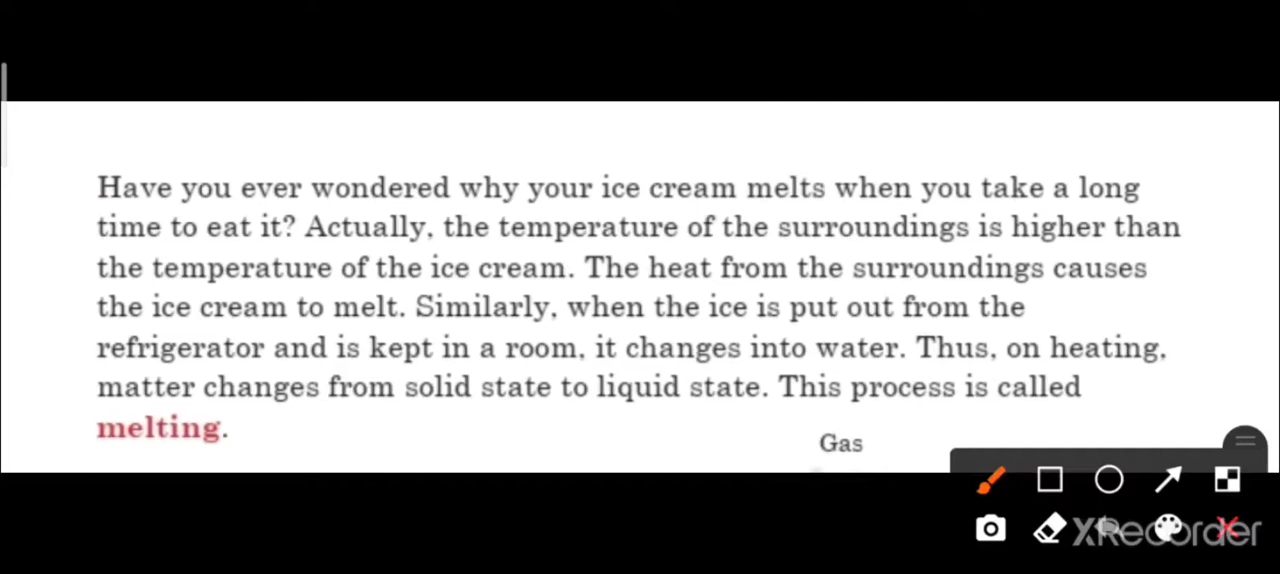 Have you ever wondered why your ice cream melts when you take a long
time to eat it? Actually, the temperature of the surroundings is higher than
the temperature of the ice cream. The heat from the surroundings causes
the ice cream to melt. Similarly, when the ice is put out from the
refrigerator and is kept in a room, it changes into water. Thus, on heating,
matter changes from solid state to liquid state. This process is called
melting.
Gas
XRecorder